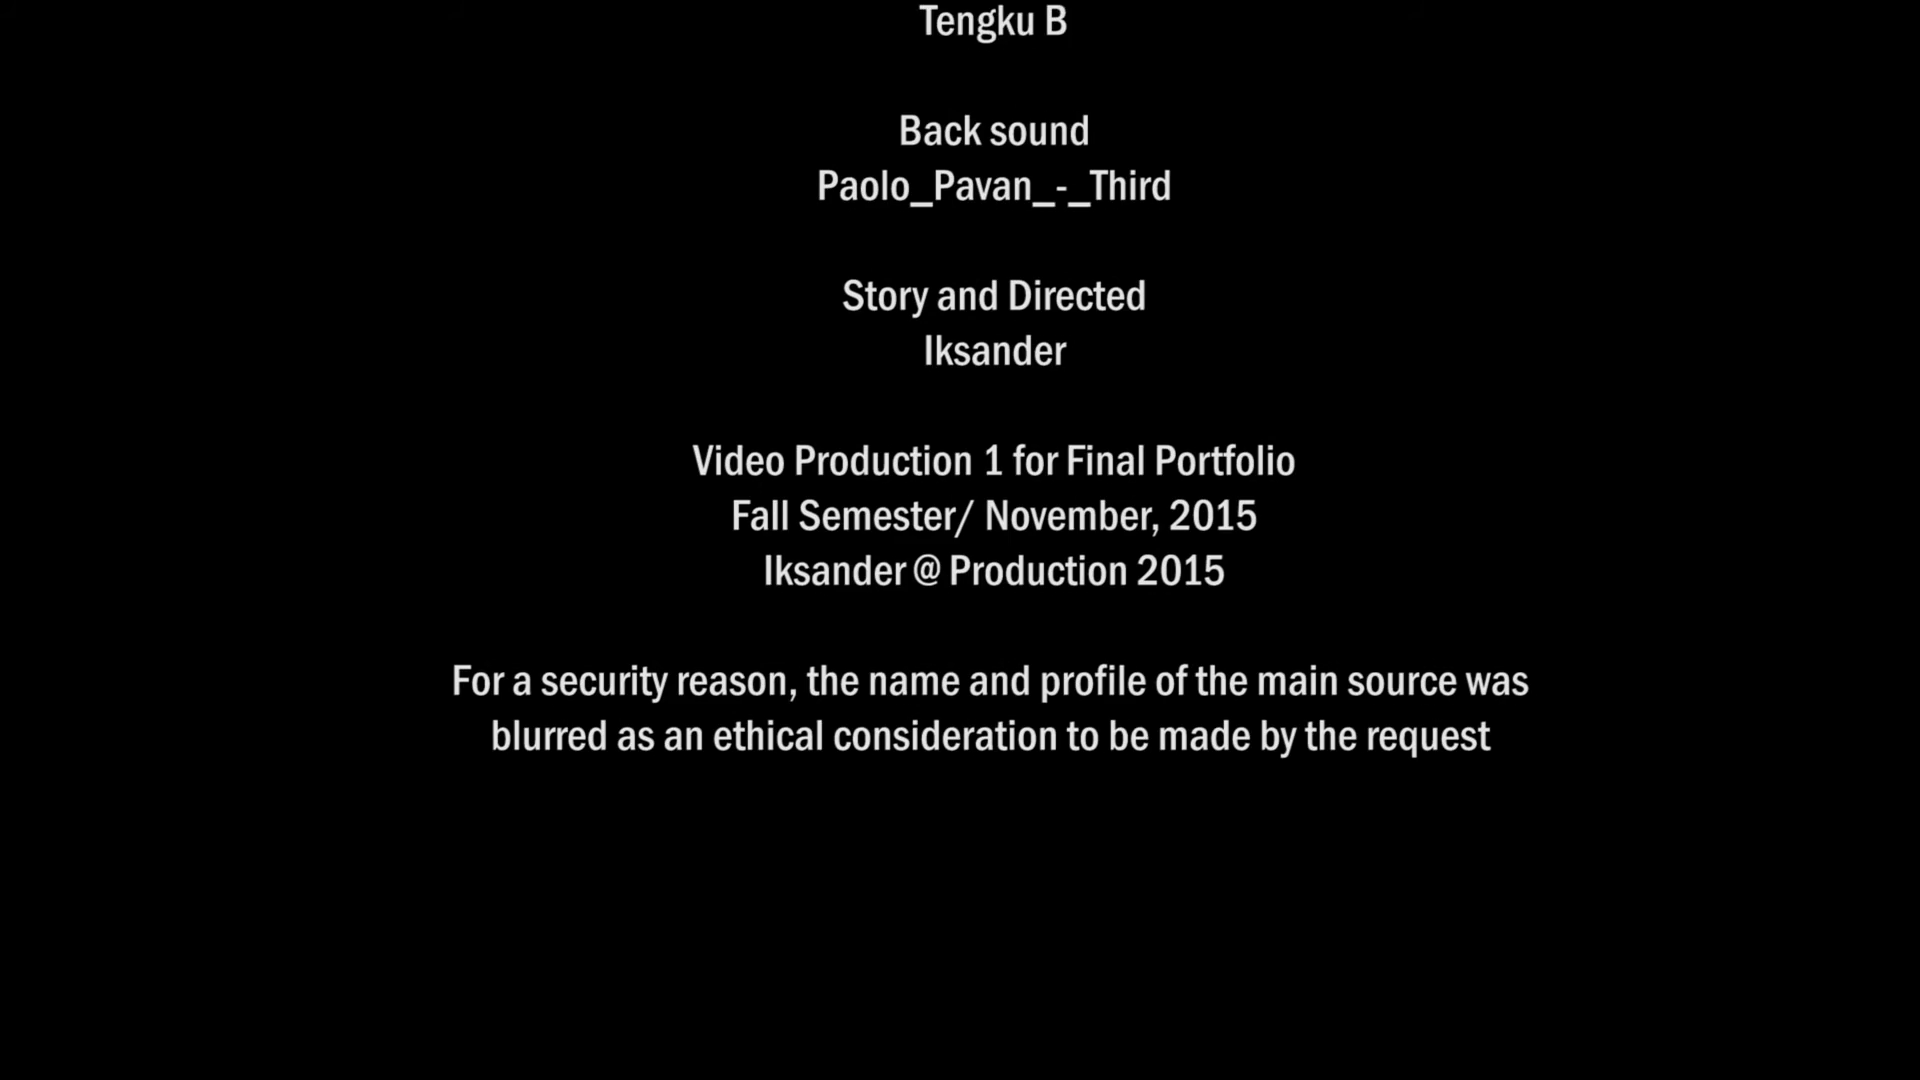 Tengku B
Back sound
Paolo_Pavan_-_Third
Story and Directed
Iksander
Video Production 1 for Final Portfolio
Fall Semester/ November, 2015
Iksander @ Production 2015
For a security reason, the name and profile of the main source was
blurred as an ethical consideration to be made by the request